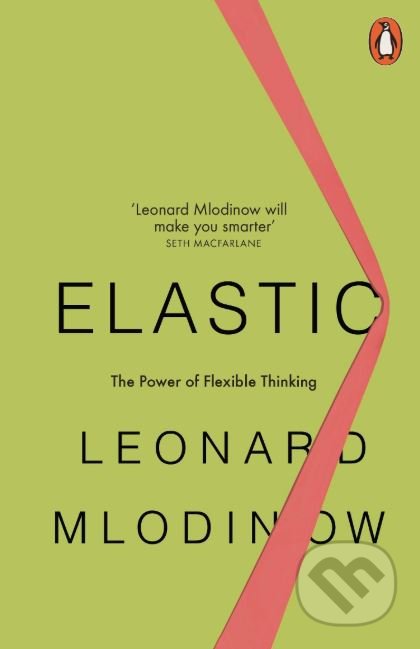 ‘Leonard Mlodinow will
make you smarter’
SETH MACFARLANE
ELASTIC
The Power of Flexible Thinking
LEONARD
MLODINOW